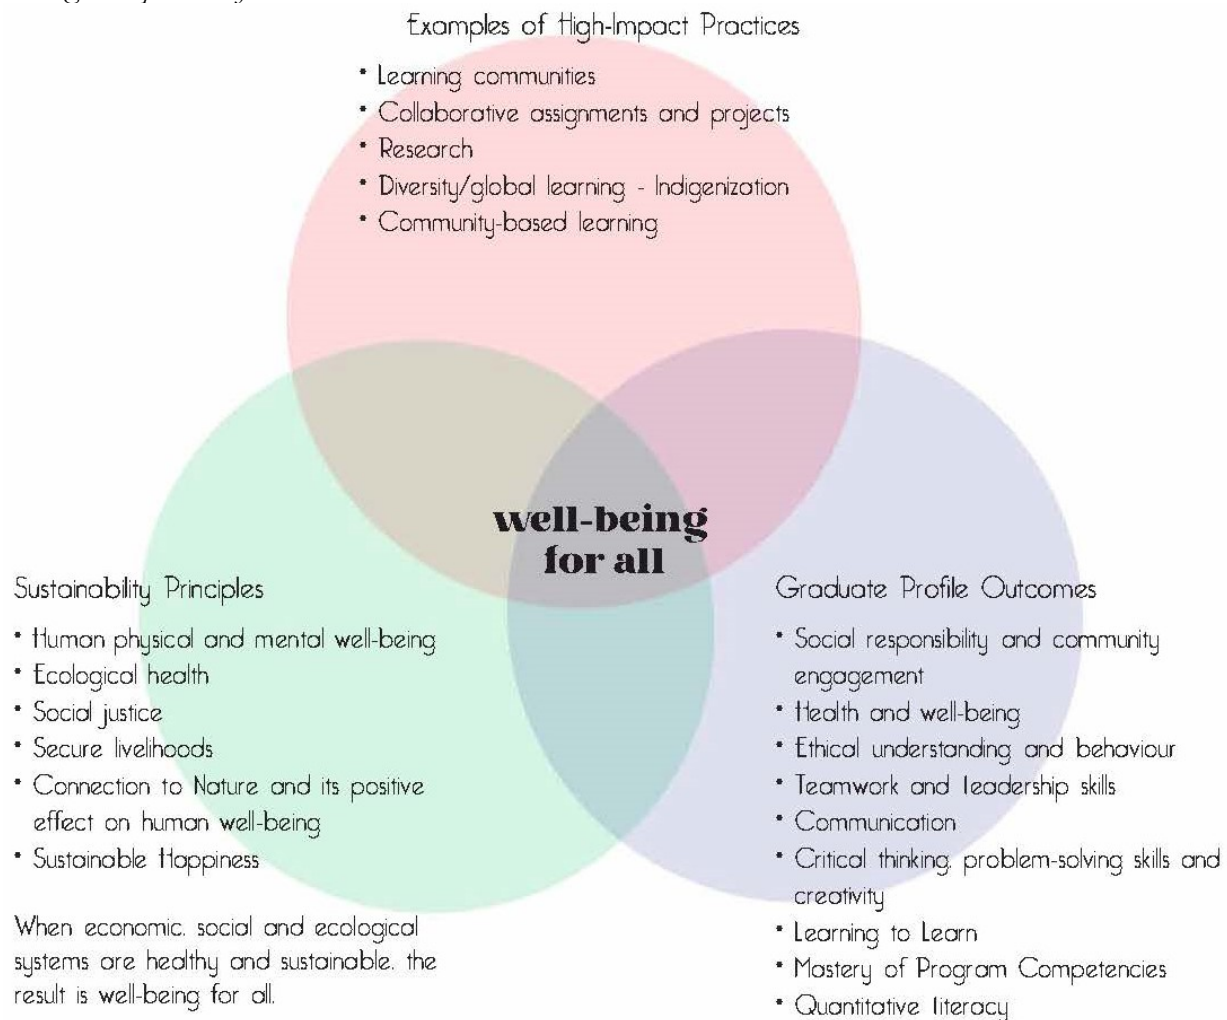 Examples of High-Impact Practices
• Learning communities
• Collaborative assignments and projects
• Research
• Diversity/global learning - Indigenization
• Community-based learning
well-being
for all
Sustainability Principles
• Human physical and mental well-being
• Ecological health
• Social justice
• Secure livelihoods
• Connection to Nature and its positive
effect on human well-being
• Sustainable Happiness
When economic, social and ecological
systems are healthy and sustainable, the
result is well-being for all.
Graduate Profile Outcomes
• Social responsibility and community
engagement
• Health and well-being
• Ethical understanding and behaviour
• Teamwork and leadership skills
• Communication
• Critical thinking, problem-solving skills and
creativity
• Learning to Learn
• Mastery of Program Competencies
• Quantitative literacy